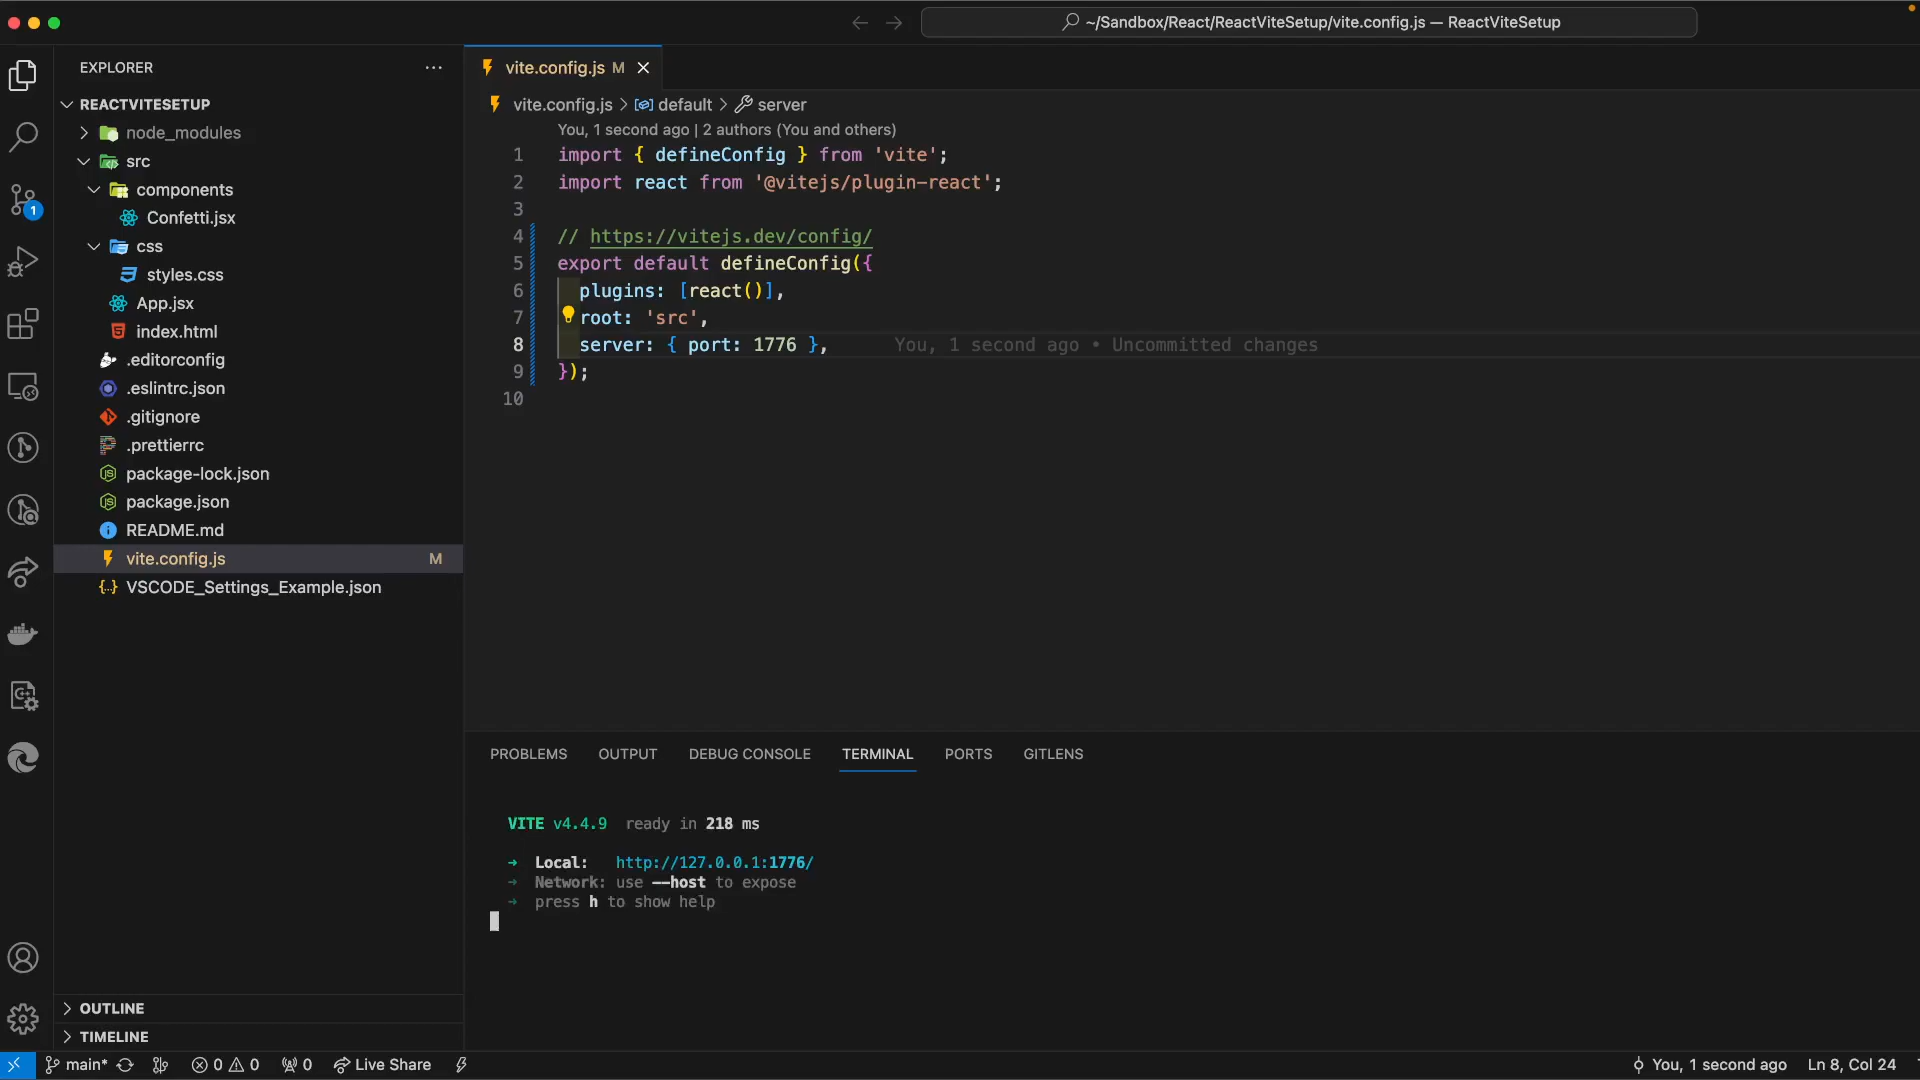 ~/Sandbox/React/ReactViteSetup/vite.config.js — ReactViteSetup
EXPLORER
REACTVITESETUP
node_modules
src
components
Confetti.jsx
css
styles.css
App.jsx
index.html
.editorconfig
.eslintrc.json
.gitignore
.prettierrc
package-lock.json
package.json
README.md
vite.config.js M
VSCODE_Settings_Example.json
OUTLINE
TIMELINE
1
vite.config.js M
vite.config.js > default > server
You, 1 second ago | 2 authors (You and others)
1 import { defineConfig } from 'vite';
2 import react from '@vitejs/plugin-react';
3
4 // https://vitejs.dev/config/
5 export default defineConfig({
6 plugins: [react()],
7 root: 'src',
8 server: { port: 1776 }, You, 1 second ago • Uncommitted changes
9 });
10
PROBLEMS OUTPUT DEBUG CONSOLE TERMINAL PORTS GITLENS
VITE v4.4.9 ready in 218 ms
➜ Local: http://127.0.0.1:1776/
➜ Network: use --host to expose
➜ press h to show help
main* 0 0 0 Live Share You, 1 second ago Ln 8, Col 24